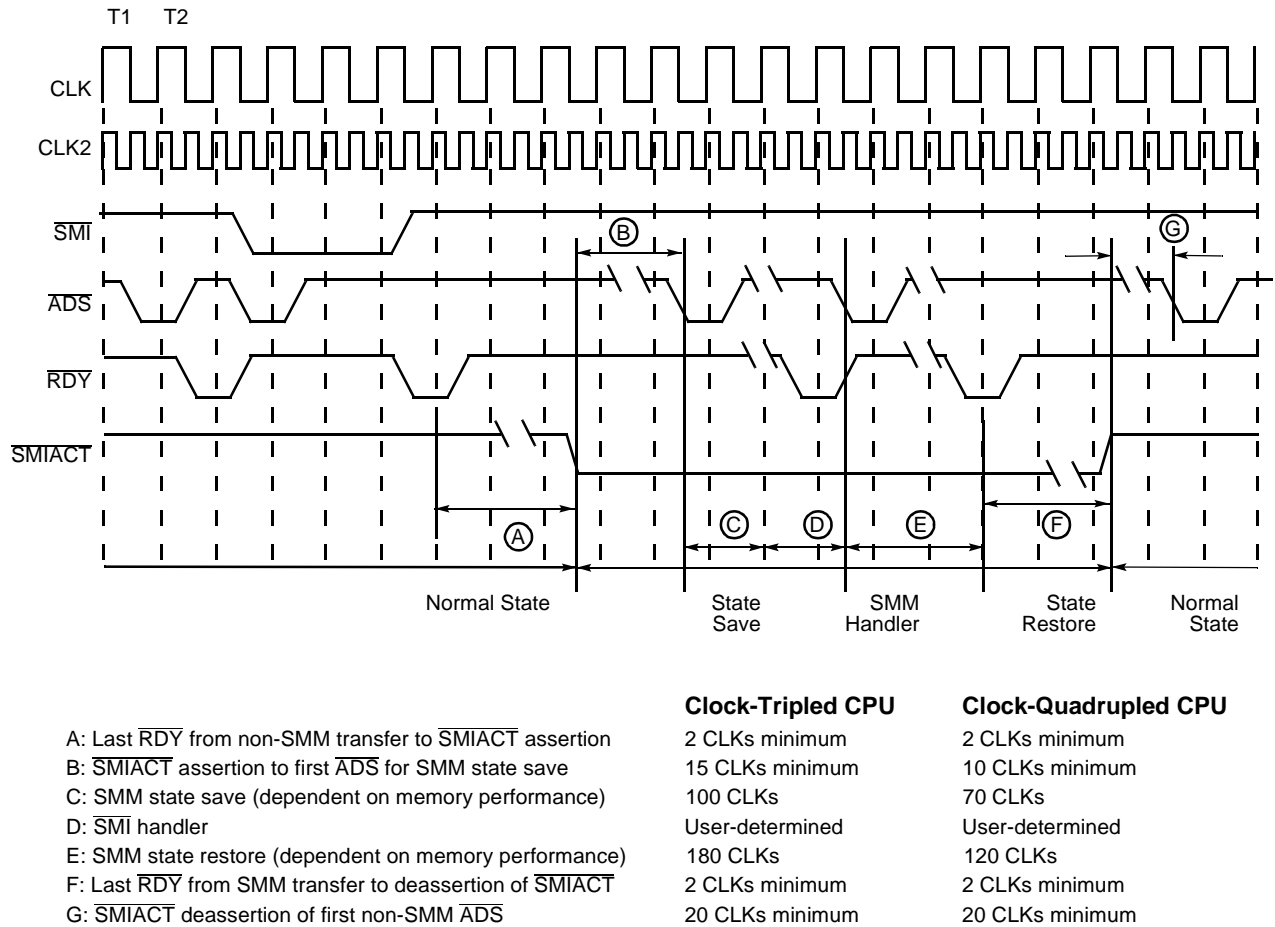 T1 T2
CLK
CLK2
SMI
B
G
ADS
RDY
SMIACT
A
C
D
E
F
Normal State
State
Save
SMM
Handler
State
Restore
Normal
State
Clock-Tripled CPU Clock-Quadrupled CPU
A: Last RDY from non-SMM transfer to SMIACT assertion 2 CLKs minimum 2 CLKs minimum
B: SMIACT assertion to first ADS for SMM state save 15 CLKs minimum 10 CLKs minimum
C: SMM state save (dependent on memory performance) 100 CLKs 70 CLKs
D: SMI handler User-determined User-determined
E: SMM state restore (dependent on memory performance) 180 CLKs 120 CLKs
F: Last RDY from SMM transfer to deassertion of SMIACT 2 CLKs minimum 2 CLKs minimum
G: SMIACT deassertion of first non-SMM ADS 20 CLKs minimum 20 CLKs minimum